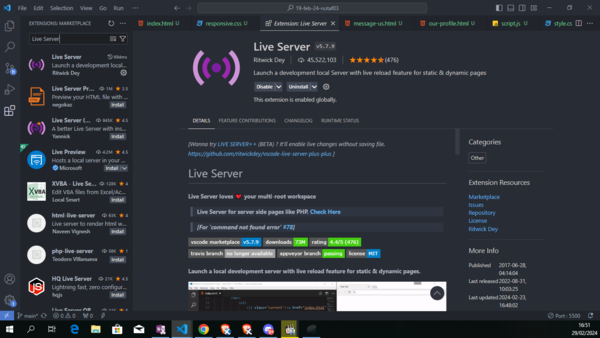 File Edit Selection View Go Run ···
19-feb-24-notaf03
EXTENSIONS: MARKETPLACE
index.html U
responsive.css U
Extension: Live Server
message-us.html U
our-profile.html U
script.js U
style.cs
Live Server
Live Server
Launch a development local
Ritwick Dey
Live Server Pr...
1M 3.5
Preview your HTML file with
negokaz
Install
Live Server (...
845K 4.5
A better Live Server with ins
Yannick
Install
Live Preview
4.2M 4.5
Hosts a local server in your
Microsoft
Install
XVBA - Live Se...
128K 4
Edit VBA files from Excel/Ac
Local Smart
Install
html-live-server
63K 4
Live server to render html w
Naveen Vignesh
Install
php-live-server
4
Teodoro Villanueva
Install
HQ Live Server
21K 4.5
Lightning fast, zero configura
hqjs
Install
Live Server v5.7.9
Ritwick Dey
45,522,103
(476)
Launch a development local Server with live reload feature for static & dynamic pages
Disable Uninstall
This extension is enabled globally.
DETAILS FEATURE CONTRIBUTIONS CHANGELOG RUNTIME STATUS
[Wanna try LIVE SERVER++ (BETA) ? It'll enable live changes without saving file.
https://github.com/ritwickdey/vscode-live-server-plus-plus ]
Live Server
Live Server loves your multi-root workspace
Live Server for server side pages like PHP. Check Here
[For 'command not found error' #78]
vscode marketplace v5.7.9 downloads 73M rating 4.4/5 (476)
travis branch no longer available appveyor branch passing license MIT
Launch a local development server with live reload feature for static & dynamic pages.
Categories
Other
Extension Resources
Marketplace
Issues
Repository
License
Ritwick Dey
More Info
Published 2017-06-28,
04:14:04
Last released 2022-08-31,
Last updated 2024-02-23,
main*
0 0
0
Port : 5500
16:51
29/02/2024